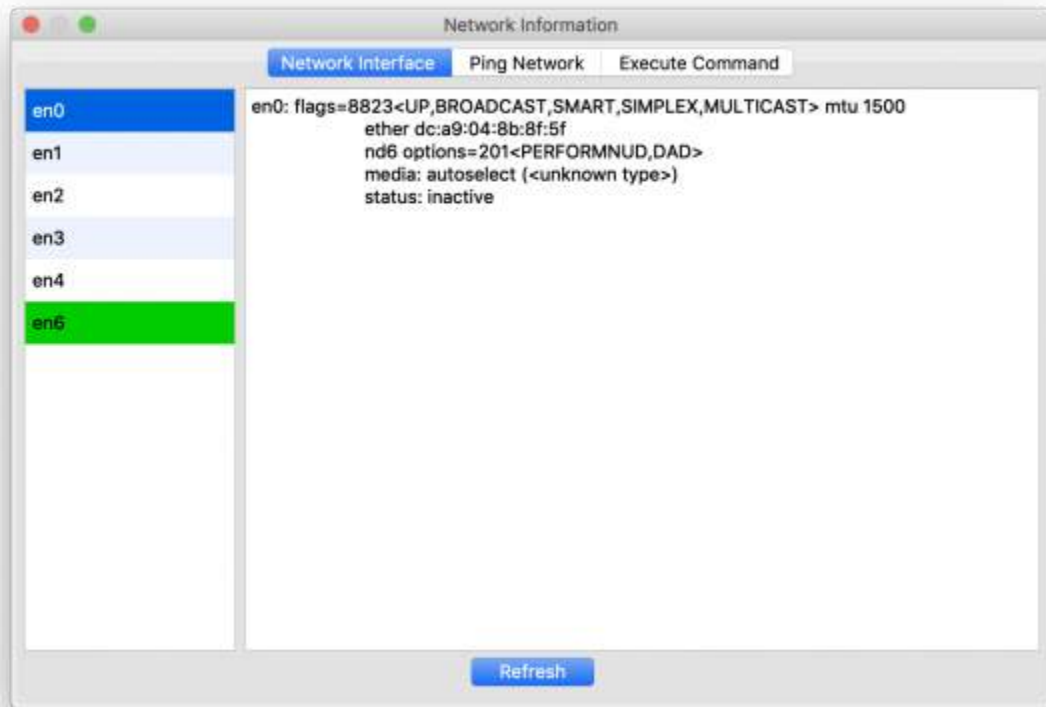 Network Information
Network Interface Ping Network Execute Command
en0
en1
en2
en3
en4
en6
en0: flags=8823<UP,BROADCAST,SMART,SIMPLEX,MULTICAST> mtu 1500
ether dc:a9:04:8b:8f:5f
nd6 options=201<PERFORMNUD,DAD>
media: autoselect (<unknown type>)
status: inactive
Refresh